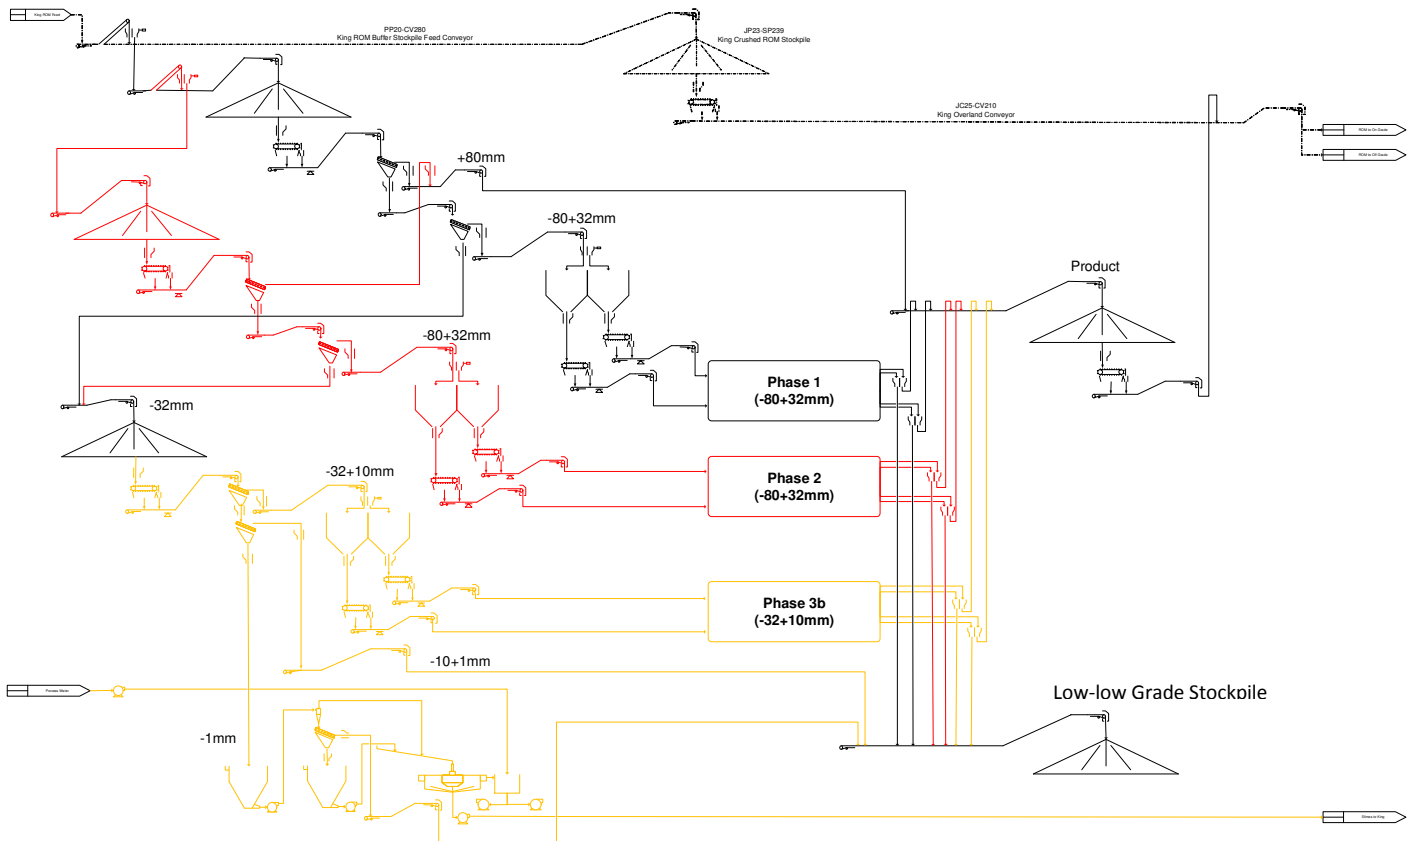 King ROM Feed
PP20-CV280
King ROM Buffer Stockpile Feed Conveyor
JP23-SP239
King Crushed ROM Stockpile
JC25-CV210
King Overland Conveyor
ROM to On Grade
ROM to Off Grade
+80mm
-80+32mm
Product
-80+32mm
Phase 1
(-80+32mm)
-32mm
-32+10mm
Phase 2
(-80+32mm)
Phase 3b
(-32+10mm)
-10+1mm
Process Water
Low-low Grade Stockpile
-1mm
Slimes to King